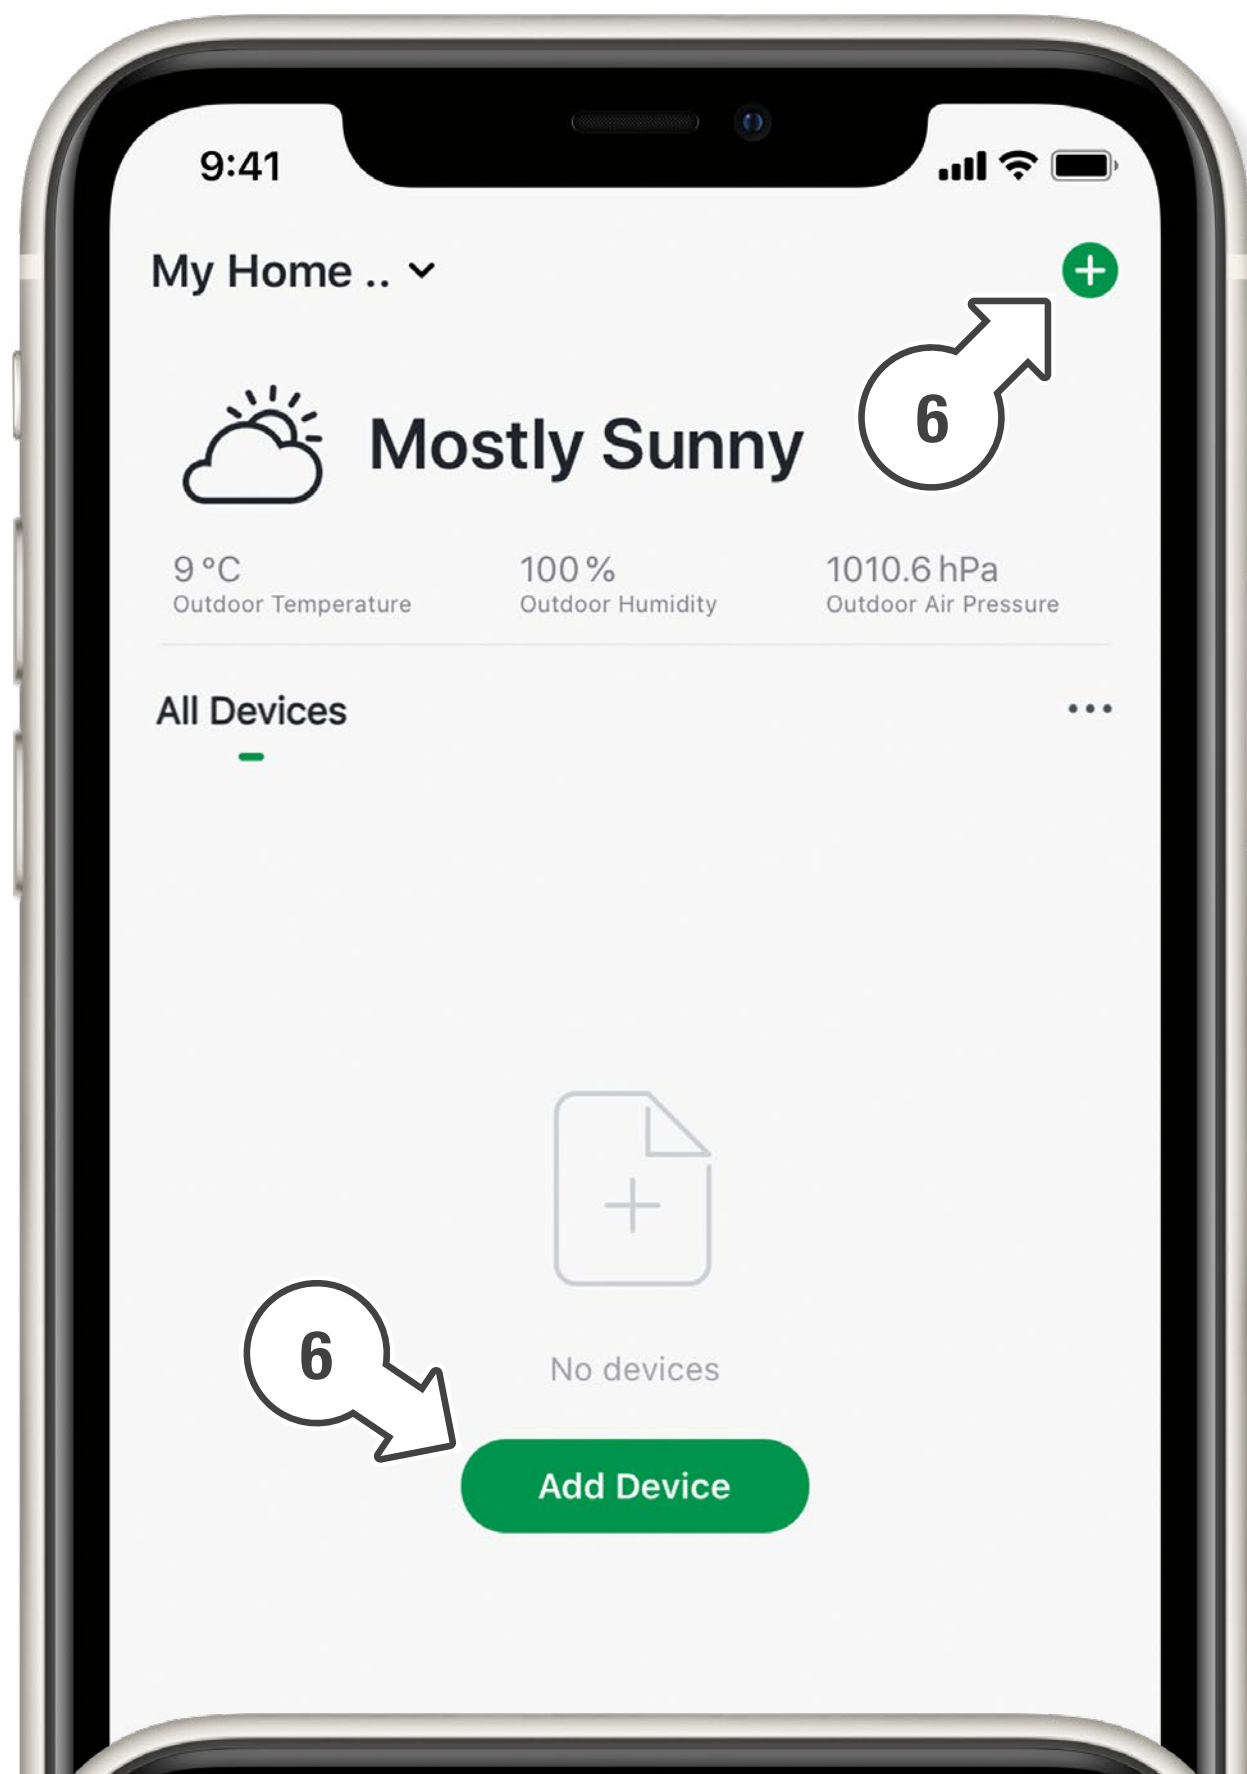 9:41
My Home ..
6
Mostly Sunny
9 °C 100 % 1010.6 hPa
Outdoor Temperature Outdoor Humidity Outdoor Air Pressure
All Devices
6
No devices
Add Device